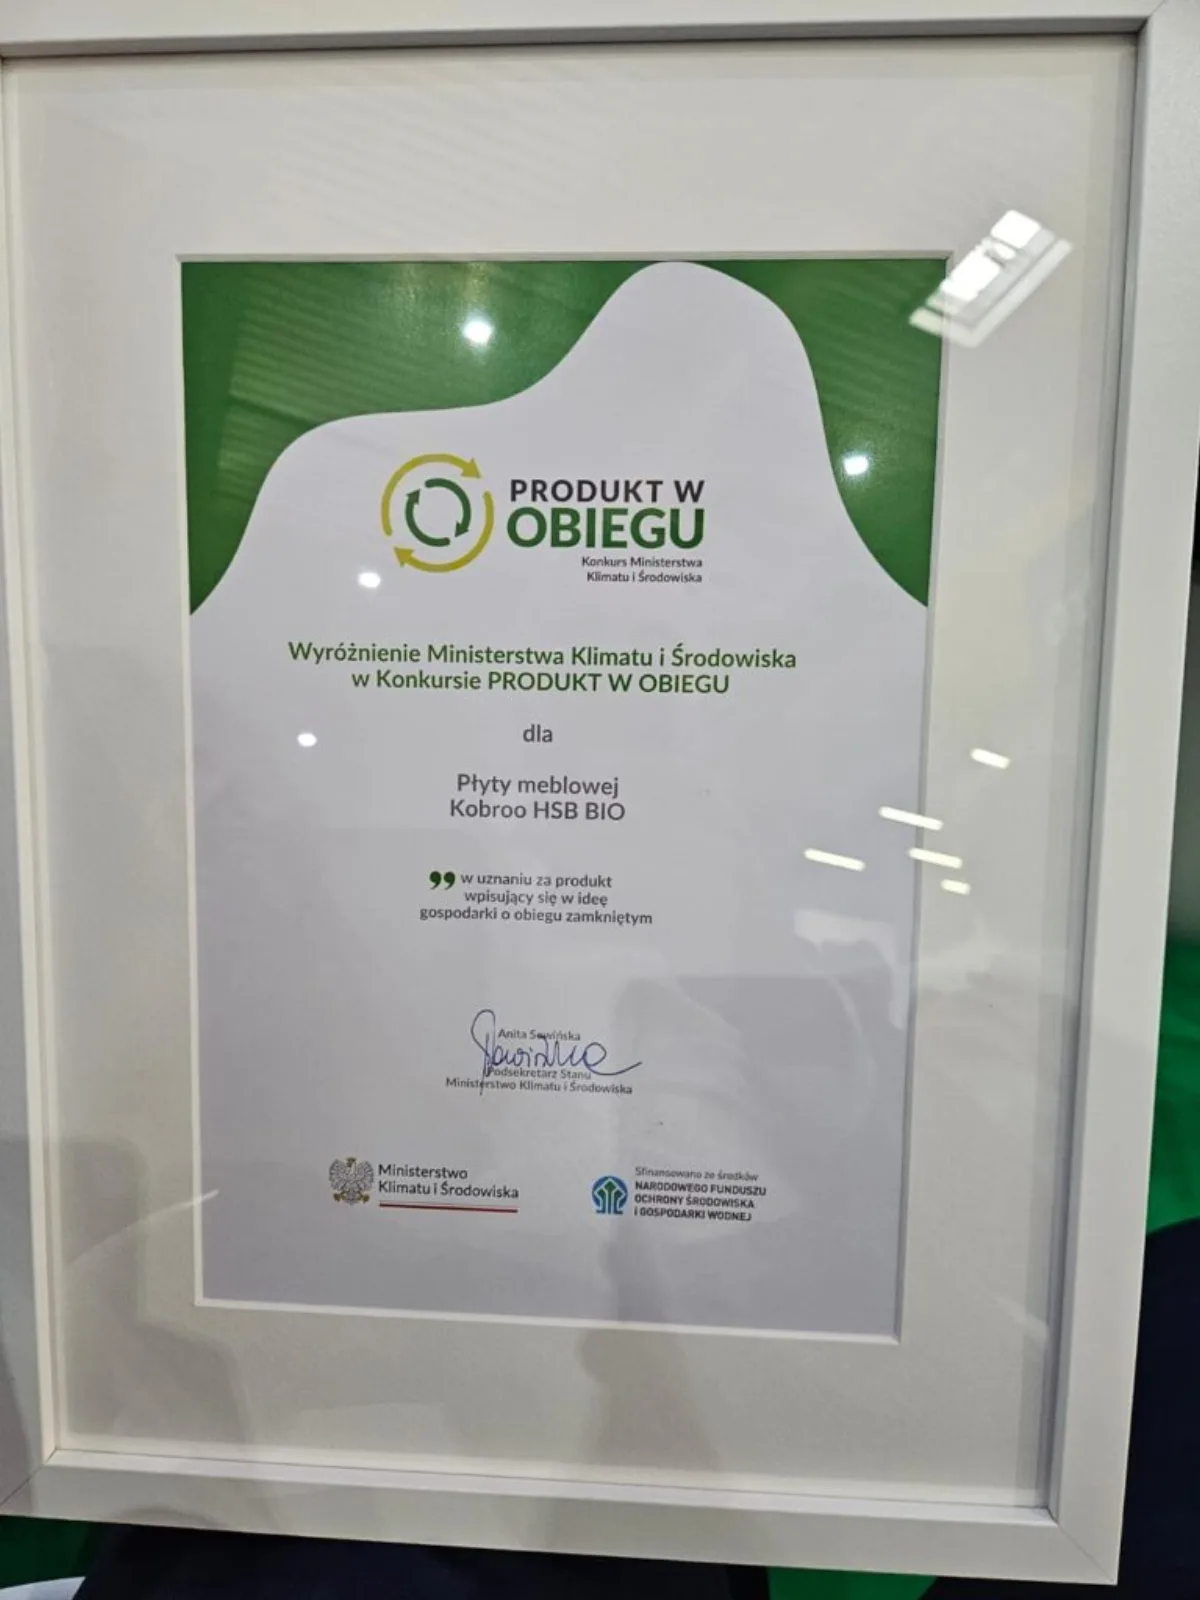 PRODUKT W
OBIEGU
Konkurs Ministerstwa
Klimatu i Środowiska
Wyróżnienie Ministerstwa Klimatu i Środowiska
w Konkursie PRODUKT W OBIEGU
dla
Płyty meblowej
Kobroo HSB BIO
„ w uznaniu za produkt
wpisujący się w ideę
gospodarki o obiegu zamkniętym
Anita Sowińska
Sowińska
Podsekretarz Stanu
Ministerstwo Klimatu i Środowiska
Ministerstwo
Klimatu i Środowiska
Sfinansowano ze środków
NARODOWEGO FUNDUSZU
OCHRONY ŚRODOWISKA
i GOSPODARKI WODNEJ